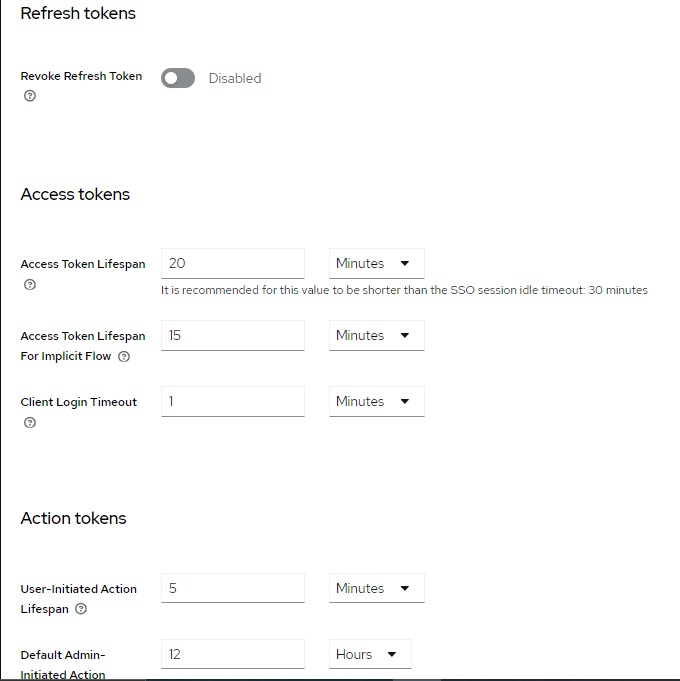 Refresh tokens
Revoke Refresh Token
Disabled
Access tokens
Access Token Lifespan
20
Minutes
It is recommended for this value to be shorter than the SSO session idle timeout: 30 minutes
Access Token Lifespan
For Implicit Flow
15
Minutes
Client Login Timeout
1
Minutes
Action tokens
User-Initiated Action
Lifespan
5
Minutes
Default Admin-
Initiated Action
12
Hours